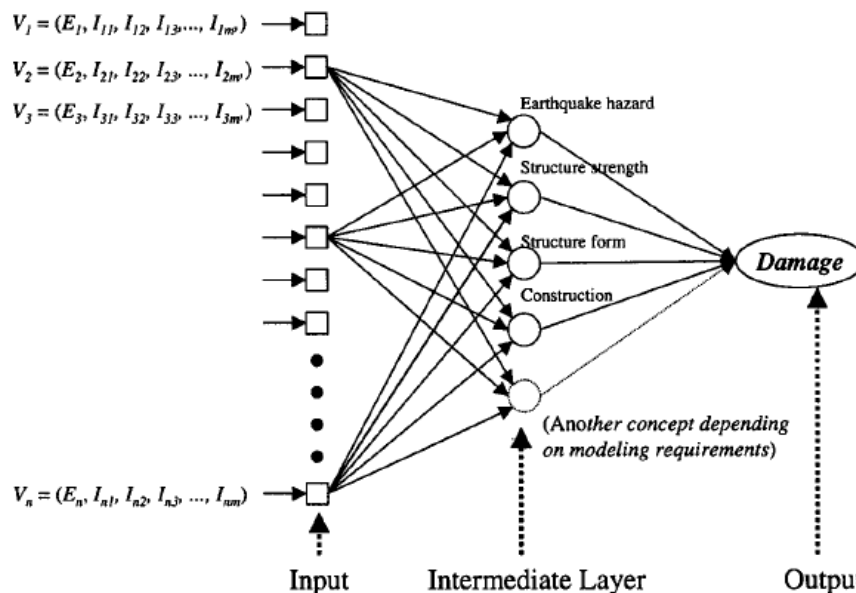 V₁ = (E₁, I₁₁, I₁₂, I₁₃,..., I₁ₘ)
V₂ = (E₂, I₂₁, I₂₂, I₂₃, ..., I₂ₘ)
V₃ = (E₃, I₃₁, I₃₂, I₃₃, ..., I₃ₘ)
Earthquake hazard
Structure strength
Structure form
Construction
Damage
(Another concept depending
on modeling requirements)
Vₙ = (Eₙ, Iₙ₁, Iₙ₂, Iₙ₃, ..., Iₙₘ)
Input
Intermediate Layer
Outpu